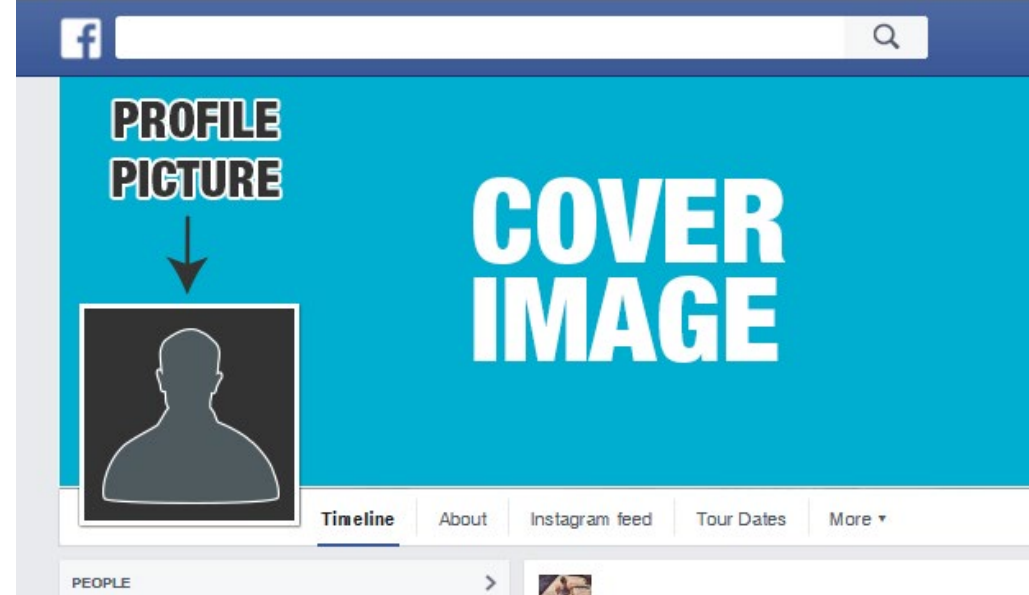 f
PROFILE
PICTURE
COVER
IMAGE
Timeline About Instagram feed Tour Dates More ▾
PEOPLE